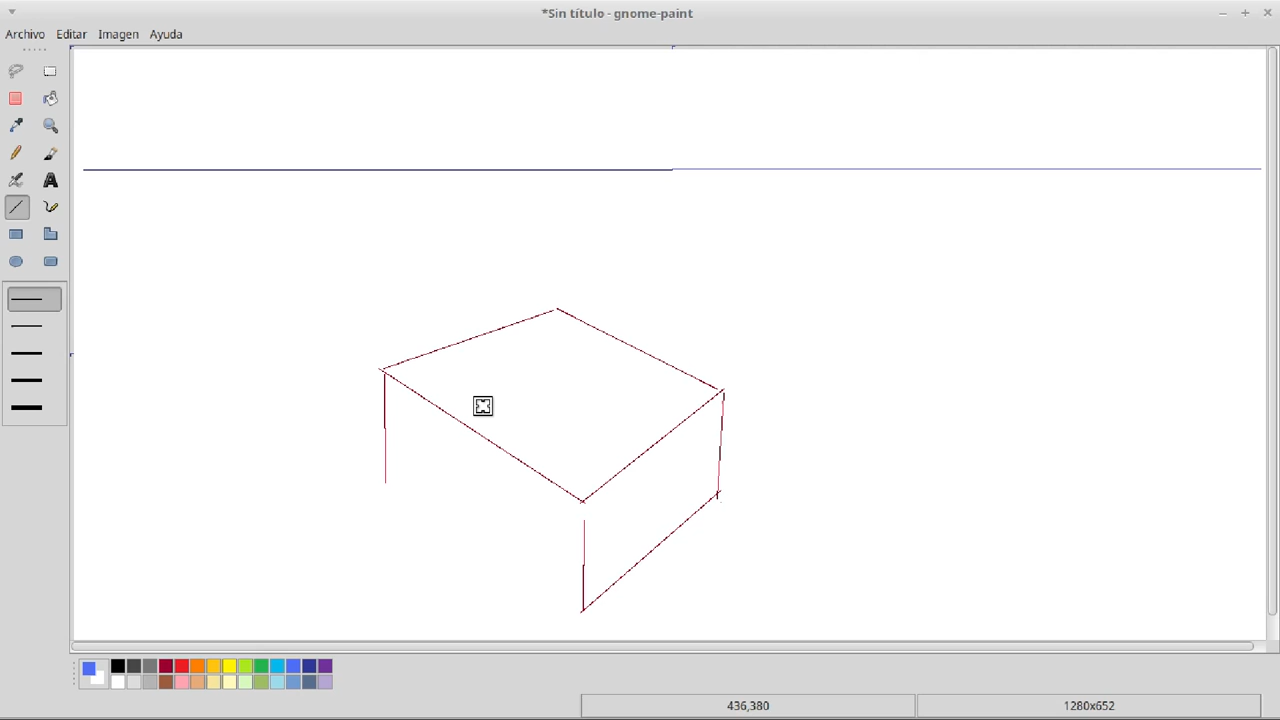 *Sin título - gnome-paint
Archivo Editar Imagen Ayuda
A
436,380 1280x652